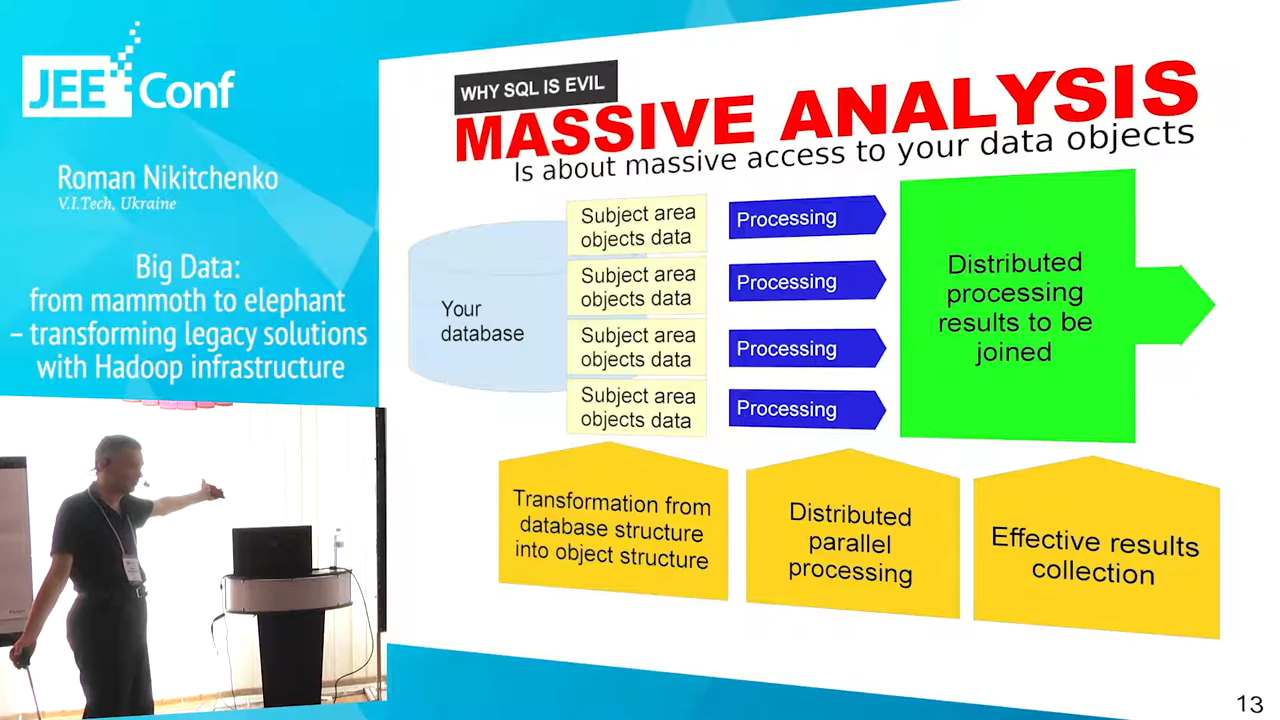 JEE Conf
Roman Nikitchenko
V.I.Tech, Ukraine
Big Data:
from mammoth to elephant
– transforming legacy solutions
with Hadoop infrastructure
WHY SQL IS EVIL
MASSIVE ANALYSIS
Is about massive access to your data objects
Your
database
Subject area
objects data
Subject area
objects data
Subject area
objects data
Subject area
objects data
Processing
Processing
Processing
Processing
Distributed
processing
results to be
joined
Transformation from
database structure
into object structure
Distributed
parallel
processing
Effective results
collection
13